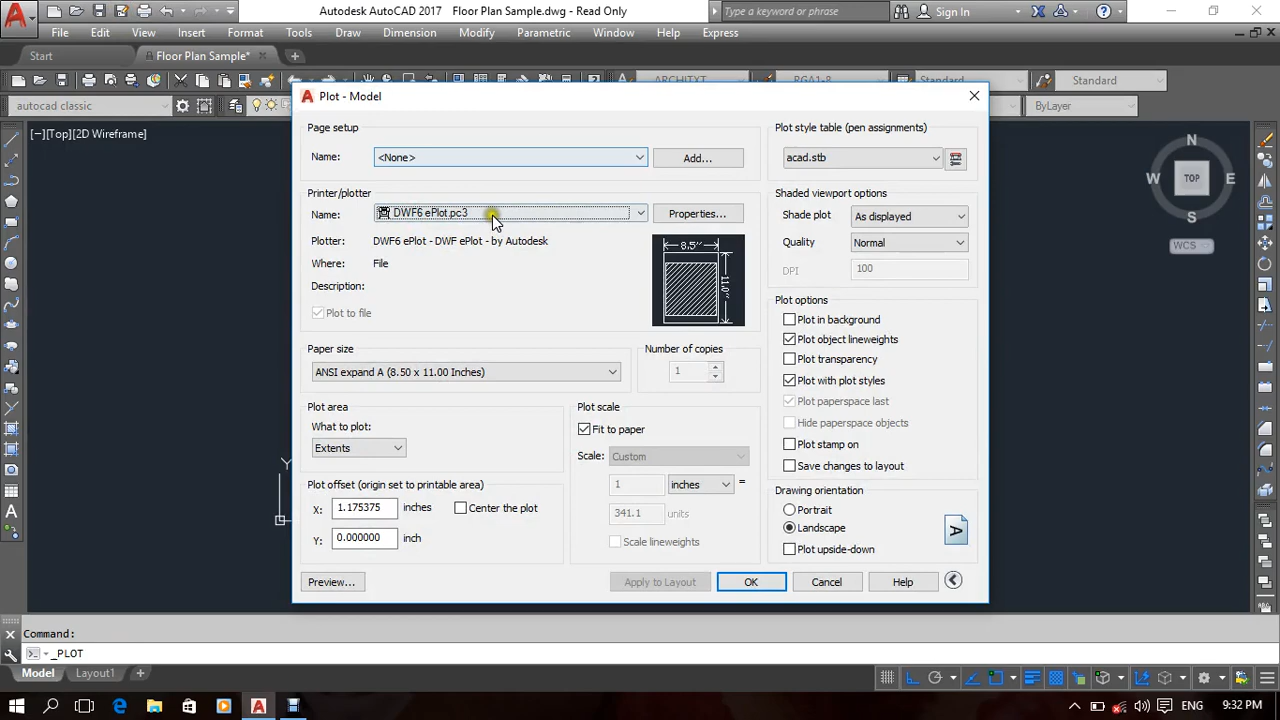 Autodesk AutoCAD 2017 Floor Plan Sample.dwg - Read Only
Type a keyword or phrase
Sign In
File Edit View Insert Format Tools Draw Dimension Modify Parametric Window Help Express
Start Floor Plan Sample*
ARCHITXT RGA1-8 Standard Standard
autocad classic ByLayer
[−][Top][2D Wireframe]
Plot - Model
Page setup
Name: <None> Add...
Printer/plotter
Name: DWF6 ePlot.pc3 Properties...
Plotter: DWF6 ePlot - DWF ePlot - by Autodesk
Where: File
Description:
Plot to file
8.5''
11.0''
Paper size
ANSI expand A (8.50 x 11.00 Inches)
Number of copies
1
Plot area
What to plot:
Extents
Plot offset (origin set to printable area)
X: 1.175375 inches Center the plot
Y: 0.000000 inch
Plot scale
Fit to paper
Scale: Custom
1 inches =
341.1 units
Scale lineweights
Plot style table (pen assignments)
acad.stb
Shaded viewport options
Shade plot As displayed
Quality Normal
DPI 100
Plot options
Plot in background
Plot object lineweights
Plot transparency
Plot with plot styles
Plot paperspace last
Hide paperspace objects
Plot stamp on
Save changes to layout
Drawing orientation
Portrait
Landscape
Plot upside-down
A
Preview... Apply to Layout OK Cancel Help
N
W TOP E
S
WCS
Y
Command:
_PLOT
Model Layout1
ENG 9:32 PM